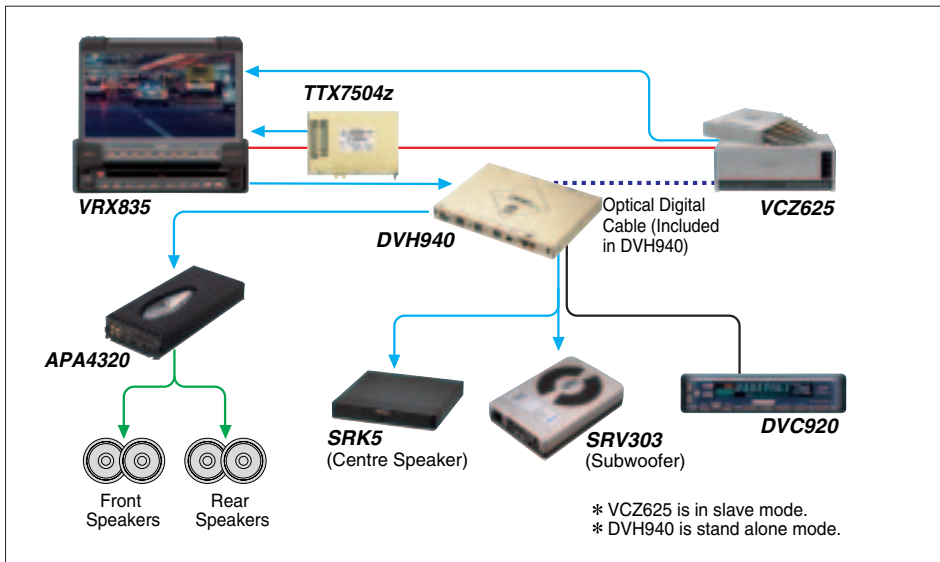 TTX7504z
VRX835
VCZ625
Optical Digital
Cable (Included
in DVH940)
DVH940
APA4320
SRK5
(Centre Speaker)
SRV303
(Subwoofer)
DVC920
Front
Speakers
Rear
Speakers
* VCZ625 is in slave mode.
* DVH940 is stand alone mode.